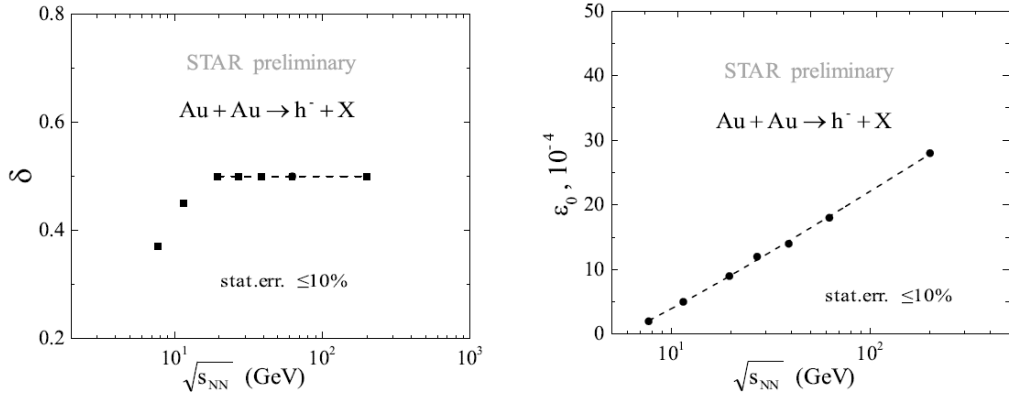 0.8
0.6
0.4
0.2
δ
STAR preliminary
Au + Au → h⁻ + X
stat.err. ≤10%
10¹
10²
10³
√sNN (GeV)
50
40
30
20
10
0
ε₀ , 10⁻⁴
STAR preliminary
Au + Au → h⁻ + X
stat.err. ≤10%
10¹
10²
√sNN (GeV)